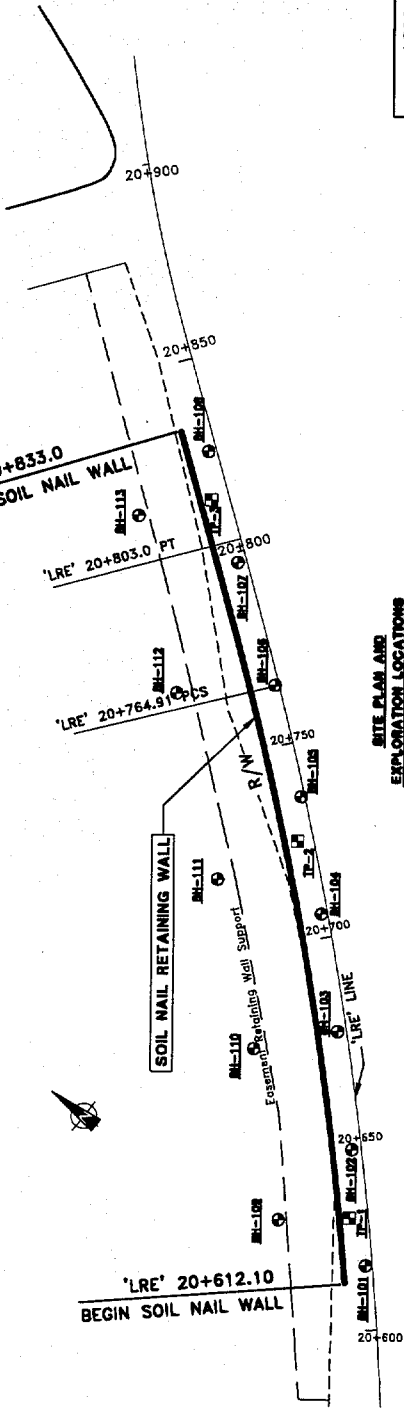 20+900
20+850
+833.0
SOIL NAIL WALL
BH-108
BH-113
TP-3
'LRE' 20+803.0 PT
20+800
BH-107
BH-112
BH-106
'LRE' 20+764.91 PCS
20+750
R/W
BH-105
SITE PLAN AND
EXPLORATION LOCATIONS
SOIL NAIL RETAINING WALL
TP-2
BH-111
BH-104
20+700
BH-103
'LRE' LINE
BH-110
Easement Retaining Wall Support
20+650
BH-102
BH-109
TP-1
'LRE' 20+612.10
BEGIN SOIL NAIL WALL
BH-101
20+600